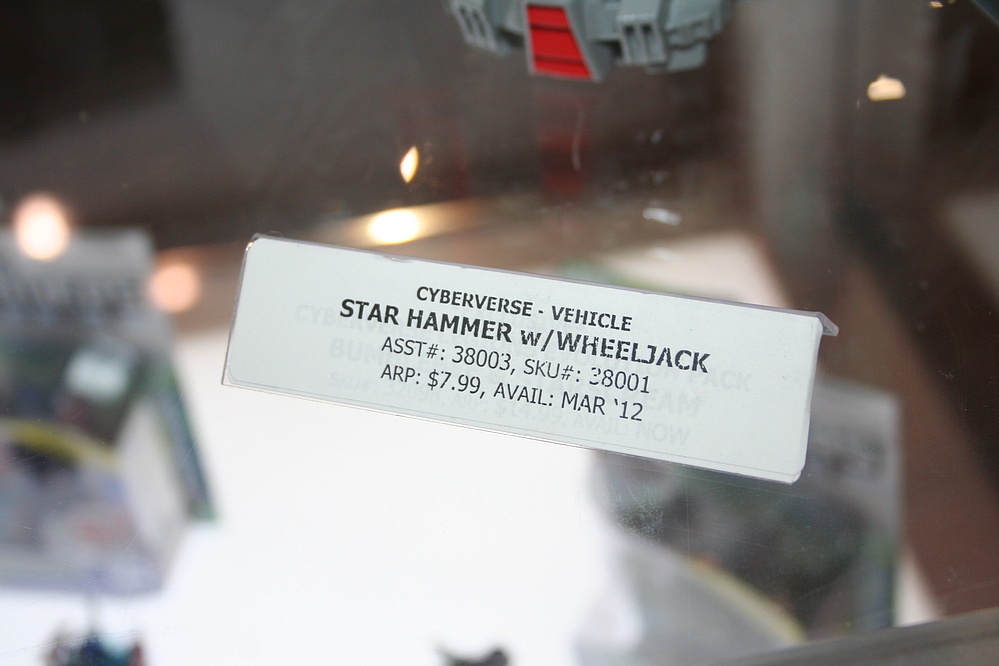 CYBERVERSE - VEHICLE
STAR HAMMER w/WHEELJACK
ASST#: 38003, SKU#: 38001
ARP: $7.99, AVAIL: MAR '12